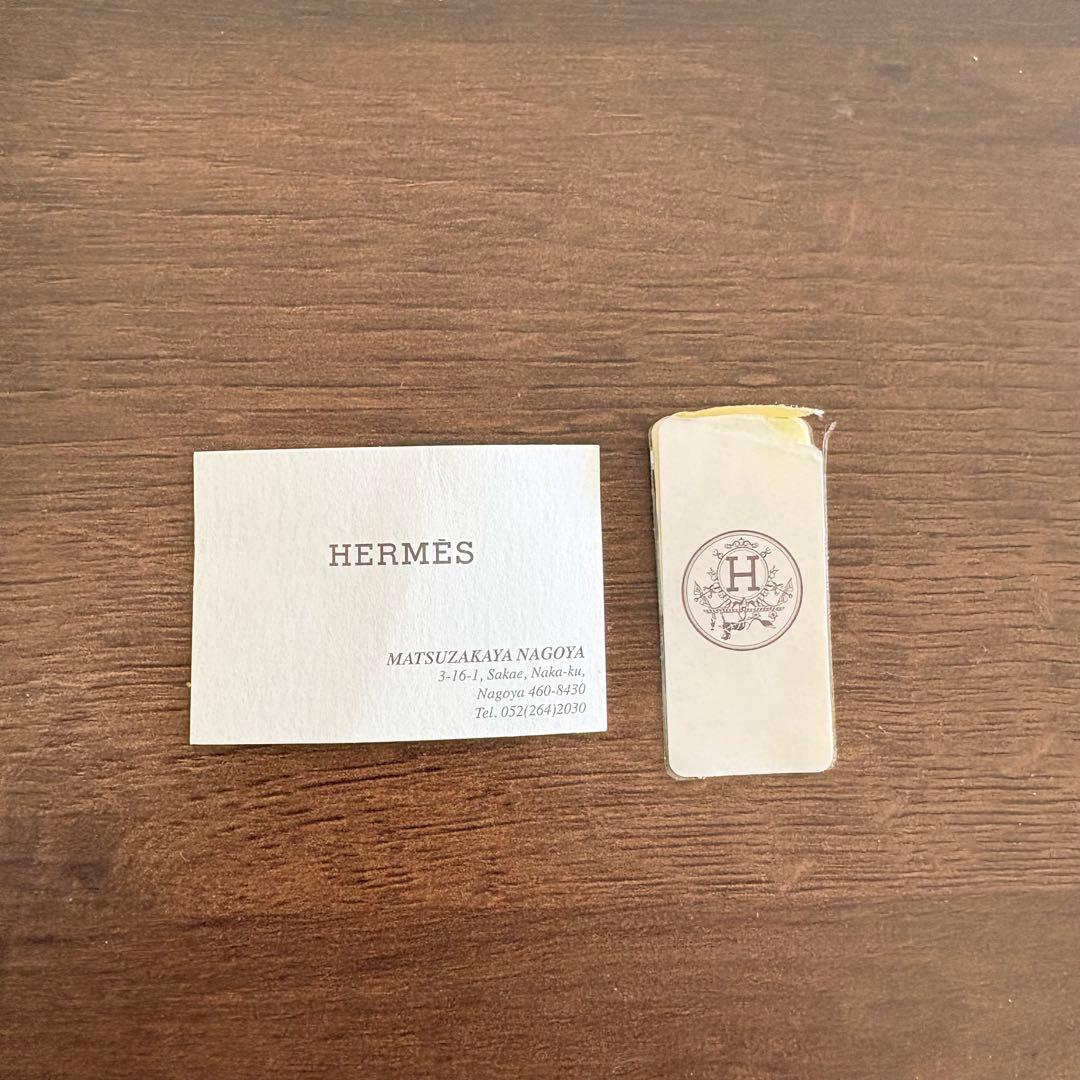 HERMÈS
MATSUZAKAYA NAGOYA
3-16-1, Sakae, Naka-ku,
Nagoya 460-8430
Tel. 052(264)2030
H